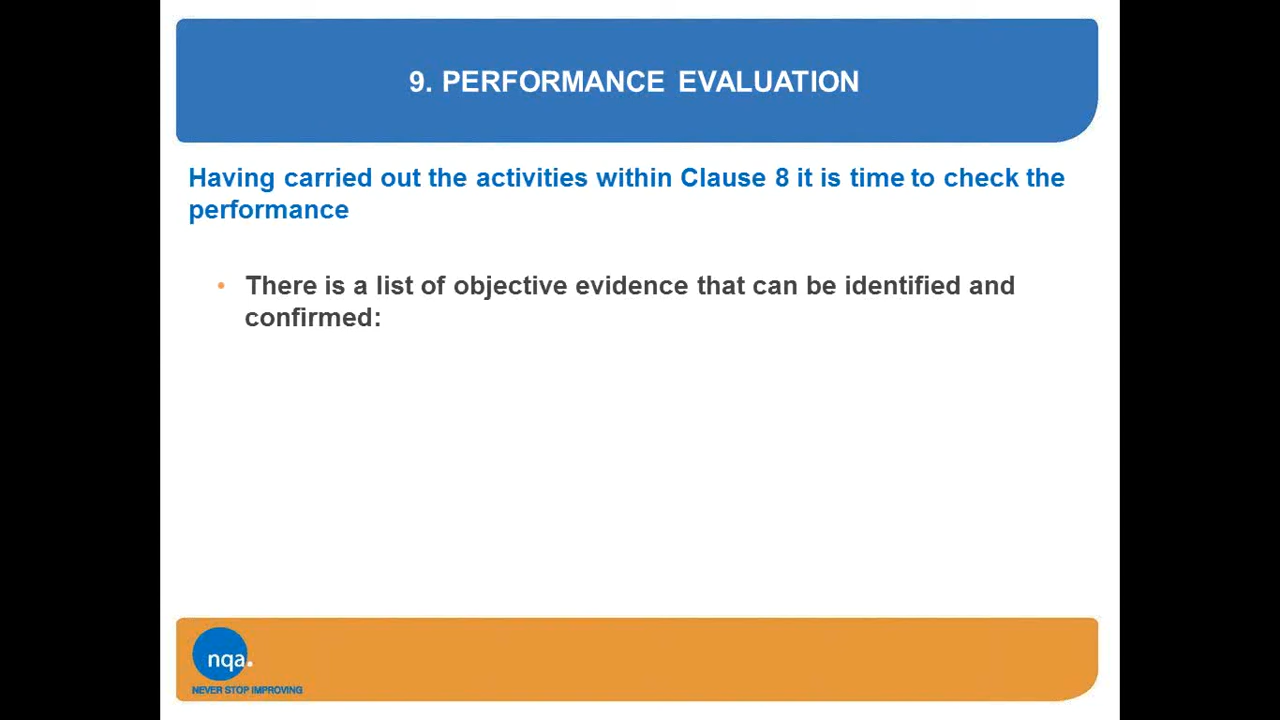 9. PERFORMANCE EVALUATION
Having carried out the activities within Clause 8 it is time to check the
performance
• There is a list of objective evidence that can be identified and
confirmed:
nqa.
NEVER STOP IMPROVING